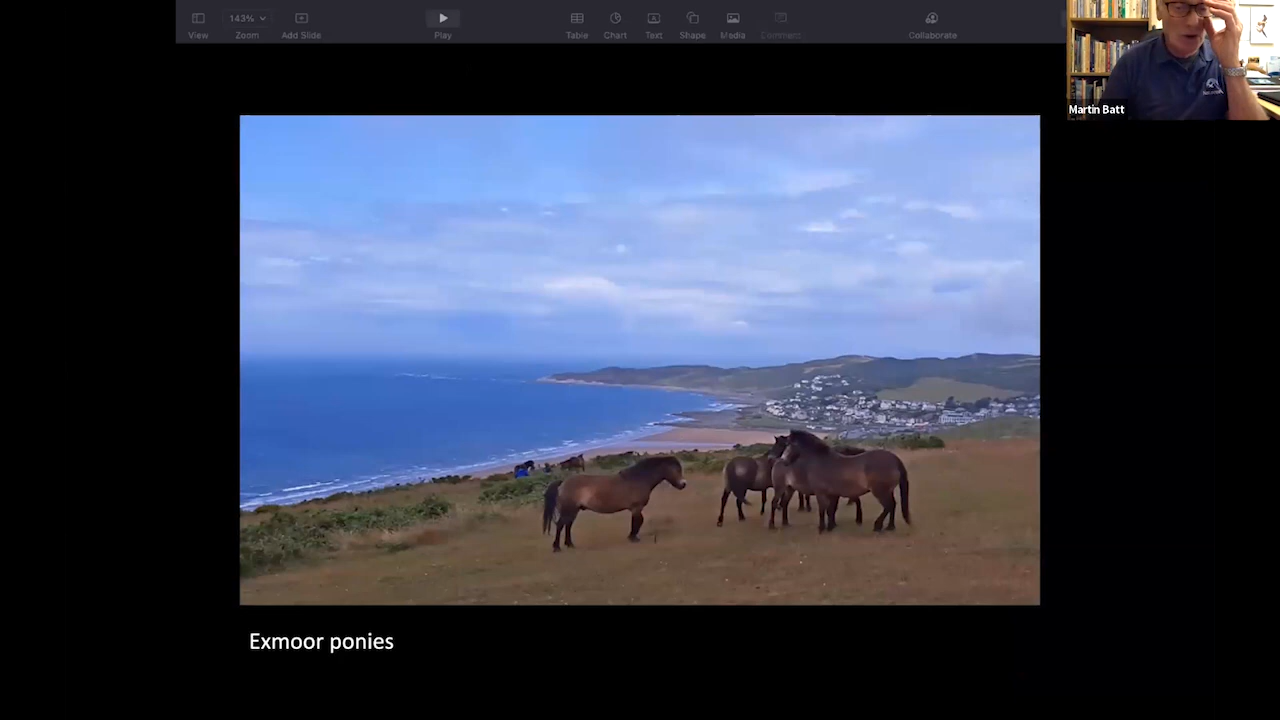 143%
View
Zoom
Add Slide
Play
Table
Chart
Text
Shape
Media
Comment
Collaborate
Martin Batt
Exmoor ponies